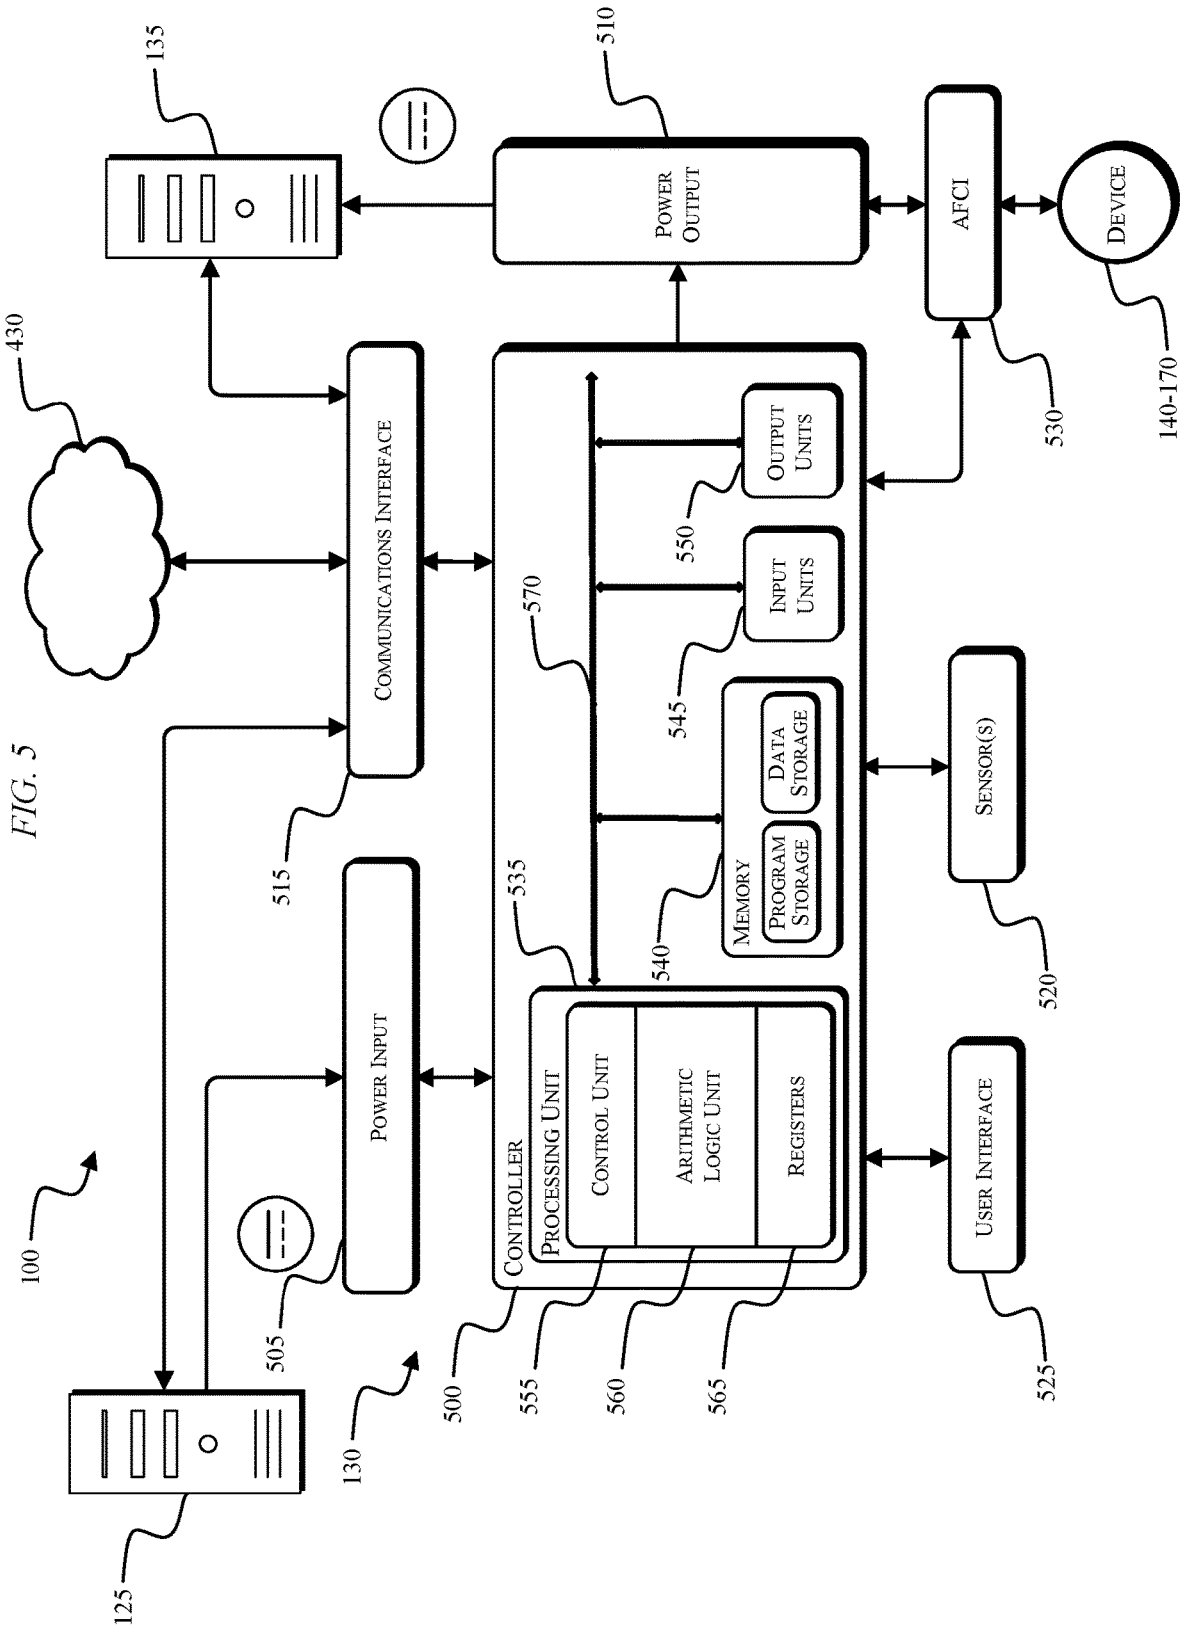 FIG. 5
100
125
130
135
430
505
POWER INPUT
515
COMMUNICATIONS INTERFACE
510
POWER
OUTPUT
500
CONTROLLER
535
PROCESSING UNIT
555
CONTROL UNIT
560
ARITHMETIC
LOGIC UNIT
565
REGISTERS
570
540
MEMORY
PROGRAM
STORAGE
DATA
STORAGE
545
INPUT
UNITS
550
OUTPUT
UNITS
525
USER INTERFACE
520
SENSOR(S)
530
AFCI
140-170
DEVICE